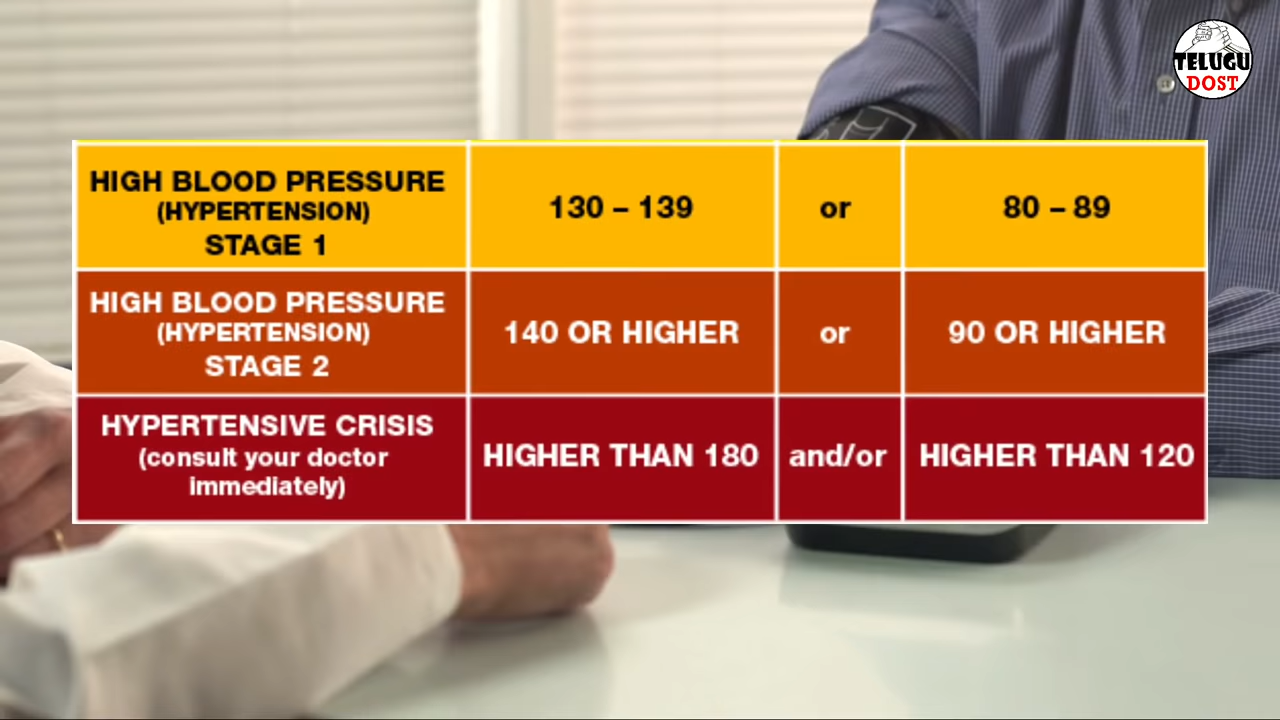 TELUGU
DOST
HIGH BLOOD PRESSURE
(HYPERTENSION)
STAGE 1
130 – 139
or
80 – 89
HIGH BLOOD PRESSURE
(HYPERTENSION)
STAGE 2
140 OR HIGHER
or
90 OR HIGHER
HYPERTENSIVE CRISIS
(consult your doctor
immediately)
HIGHER THAN 180
and/or
HIGHER THAN 120